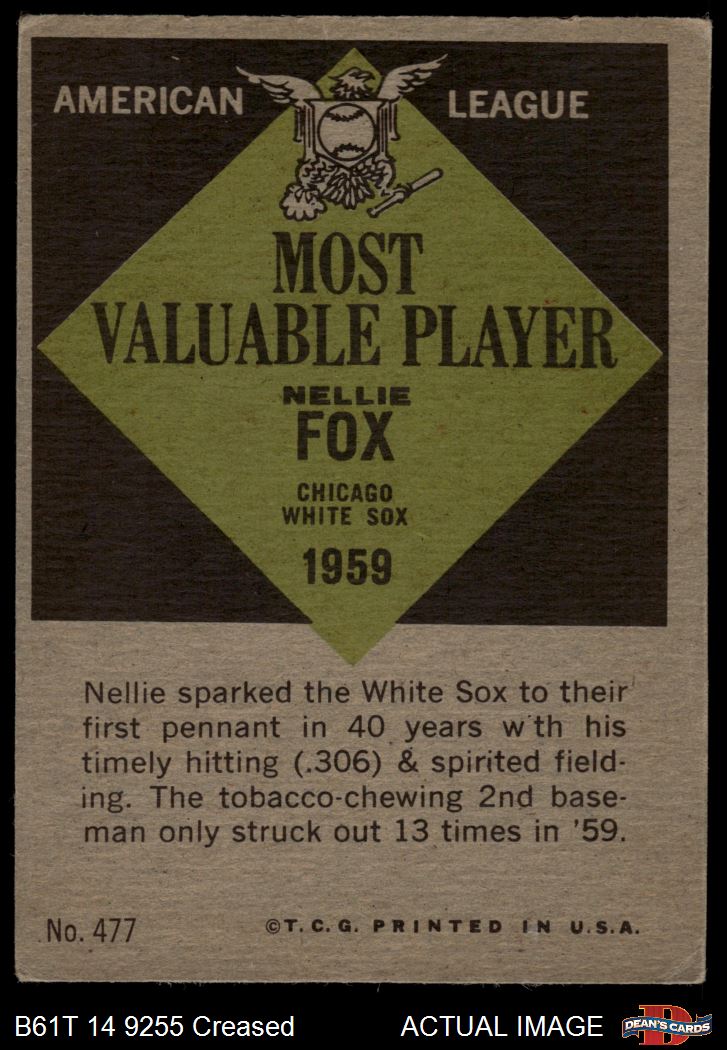 AMERICAN LEAGUE
MOST
VALUABLE PLAYER
NELLIE
FOX
CHICAGO
WHITE SOX
1959
Nellie sparked the White Sox to their
first pennant in 40 years w th his
timely hitting (.306) & spirited field-
ing. The tobacco-chewing 2nd base-
man only struck out 13 times in '59.
No. 477 ©T.C.G. PRINTED IN U.S.A.
B61T 14 9255 Creased ACTUAL IMAGE
D
DEAN'S CARDS